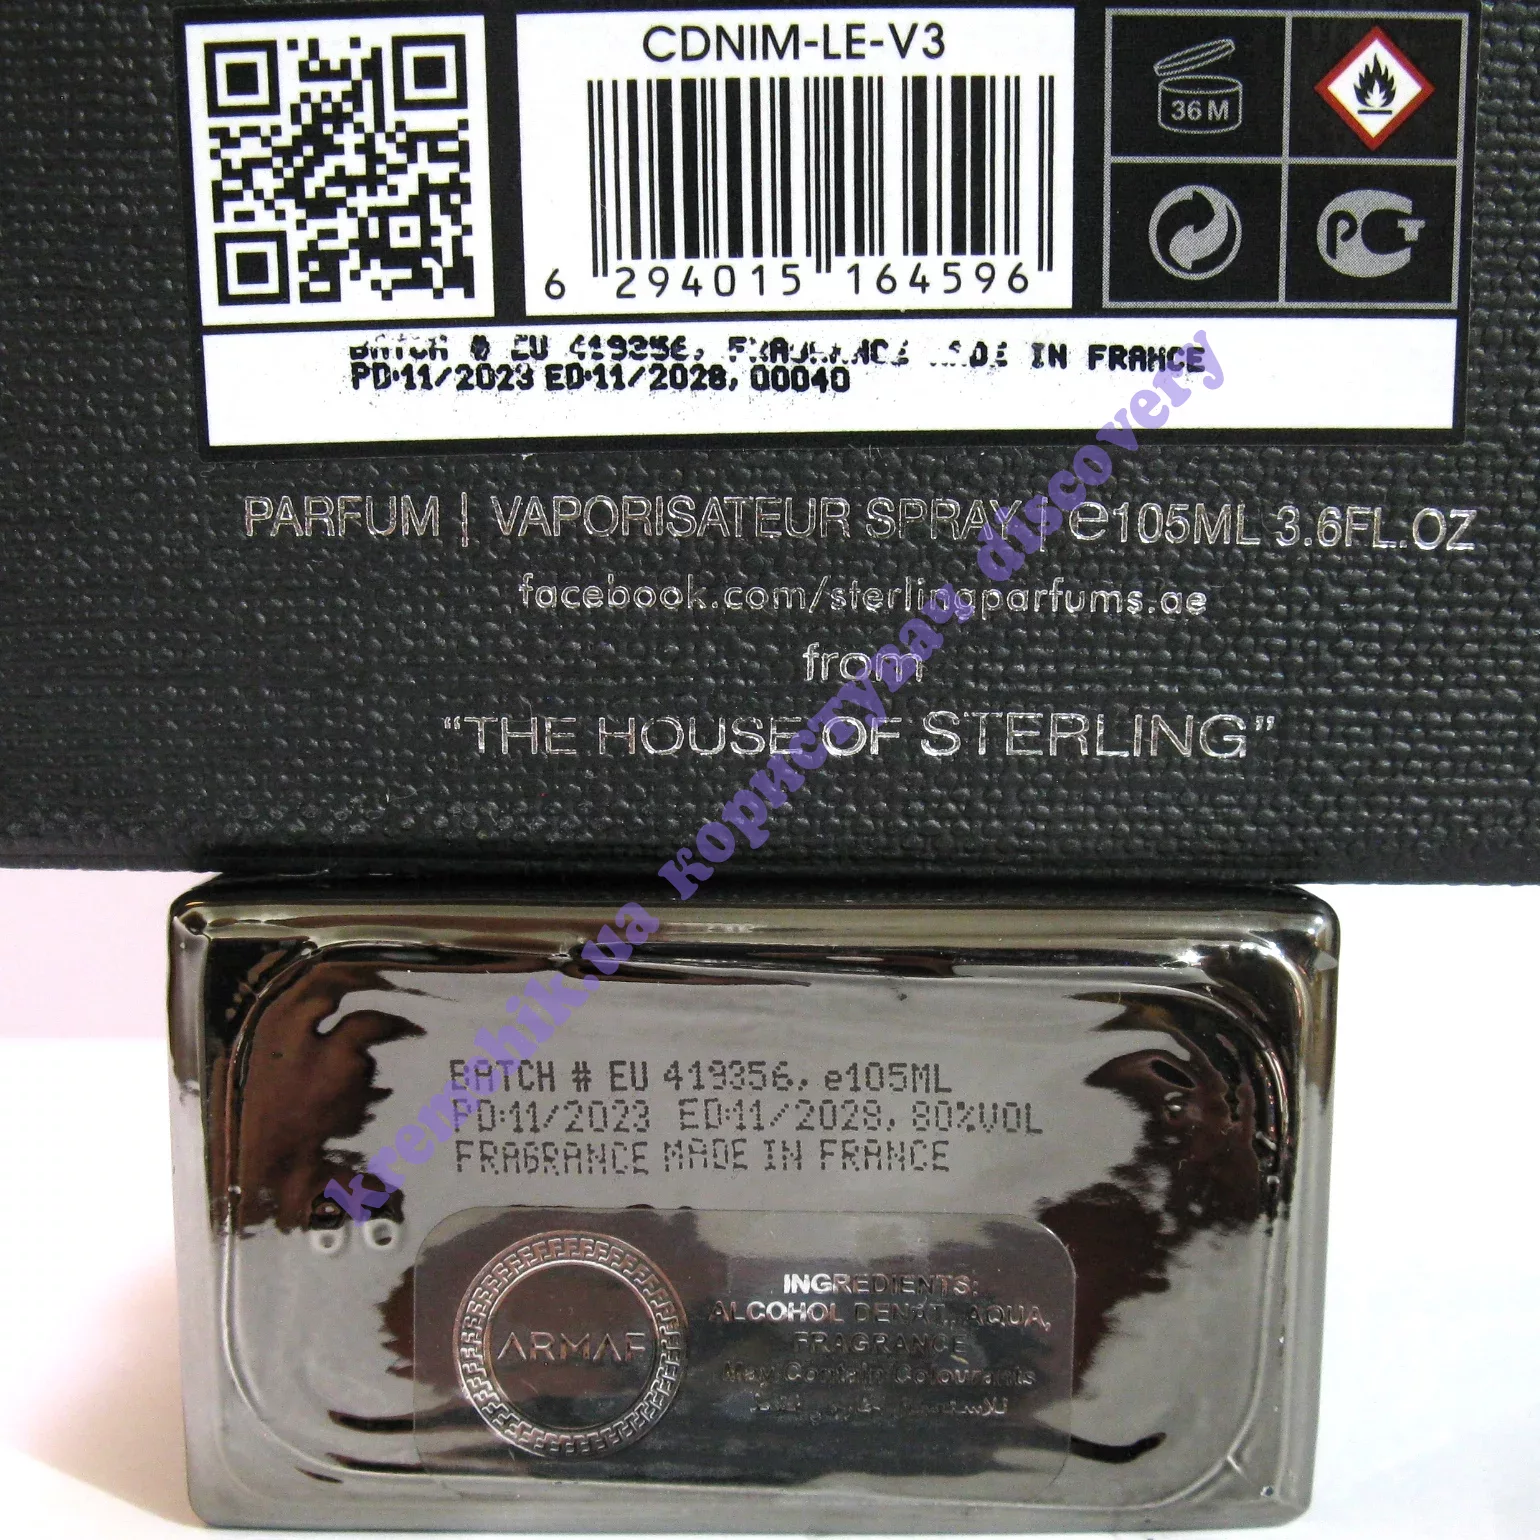 CDNIM-LE-V3
36 M
6 294015 164596
BATCH # EU 419356, FRAGRANCE MADE IN FRANCE
PD:11/2023 ED:11/2028, 00040
PARFUM | VAPORISATEUR SPRAY | e105ML 3.6FL.OZ
facebook.com/sterlingparfums.ae
from
"THE HOUSE OF STERLING"
kremshik.ua користувач discovery
BATCH # EU 419356, e105ML
PD:11/2023 ED:11/2028, 80%VOL
FRAGRANCE MADE IN FRANCE
ARMAF
INGREDIENTS:
ALCOHOL DENAT., AQUA,
FRAGRANCE
May Contain Colourants